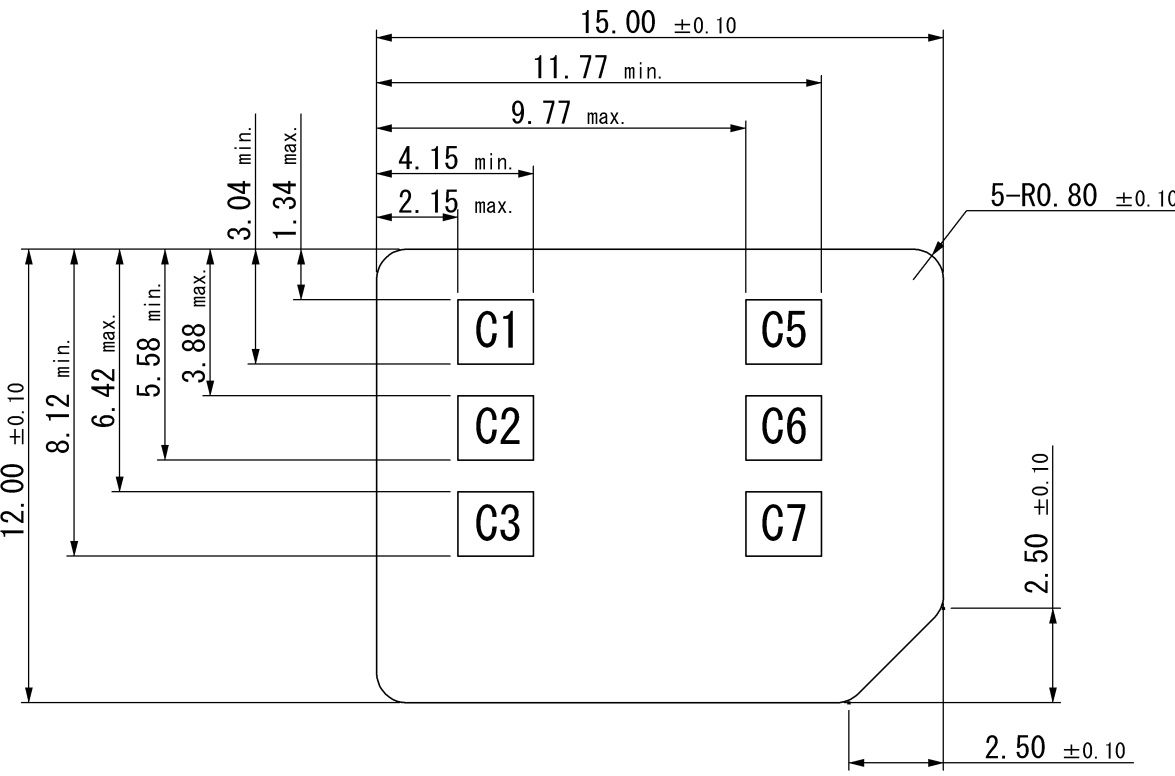 15.00 ±0.10
11.77 min.
9.77 max.
4.15 min.
2.15 max.
3.04 min.
1.34 max.
5-R0.80 ±0.10
12.00 ±0.10
8.12 min.
6.42 max.
5.58 min.
3.88 max.
C1
C5
C2
C6
C3
C7
2.50 ±0.10
2.50 ±0.10